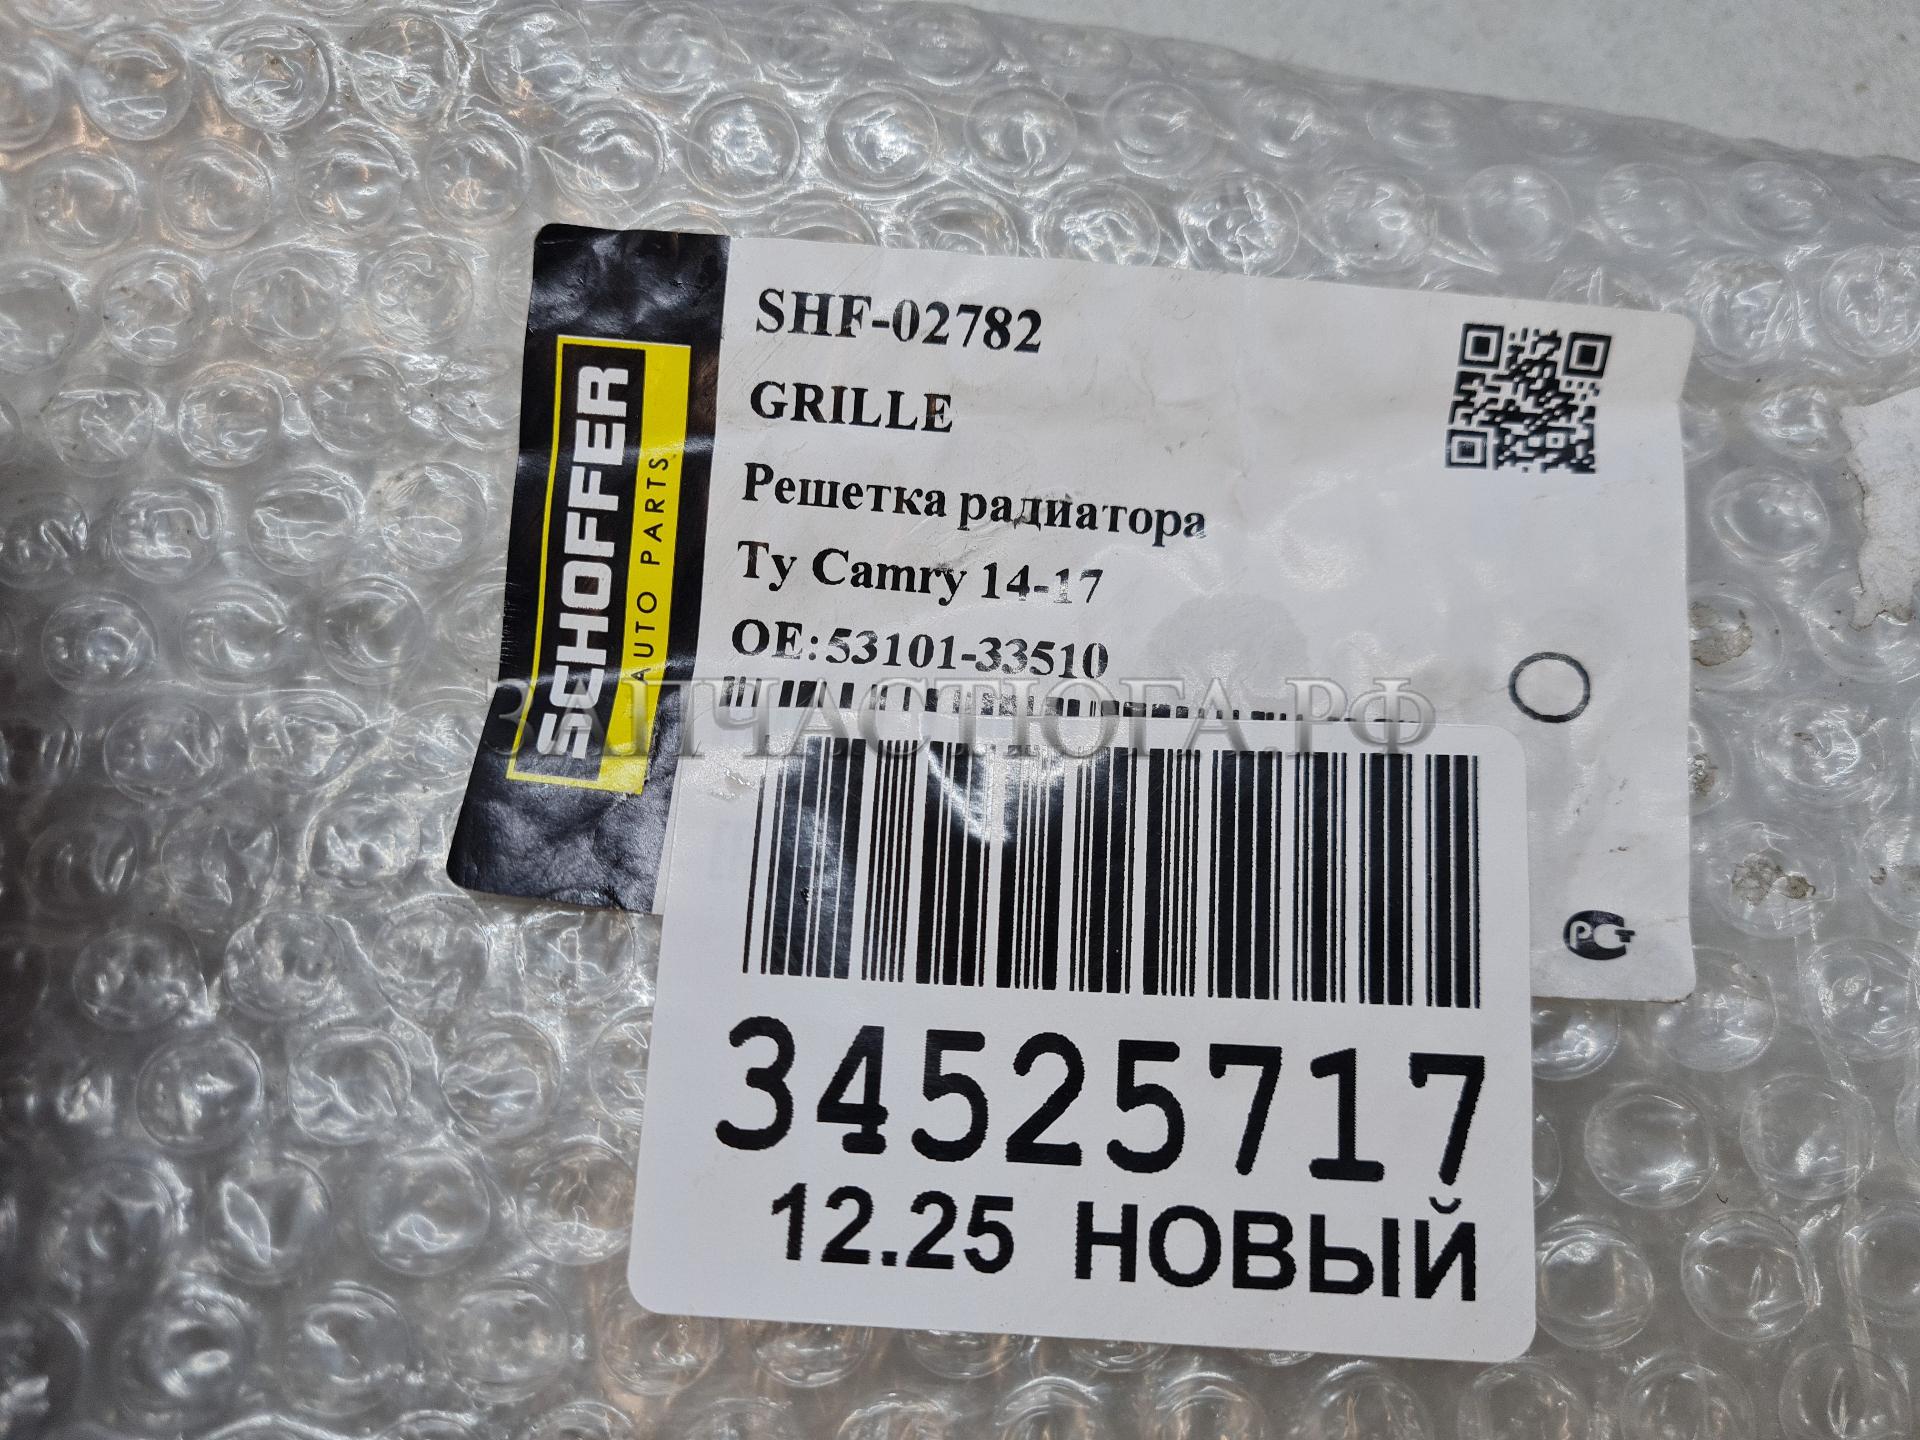 SCHOFFER
AUTO PARTS
SHF-02782
GRILLE
Решетка радиатора
Ty Camry 14-17
OE:53101-33510
ЗАПЧАСТЮГА.РФ
34525717
12.25 НОВЫЙ
РСТ